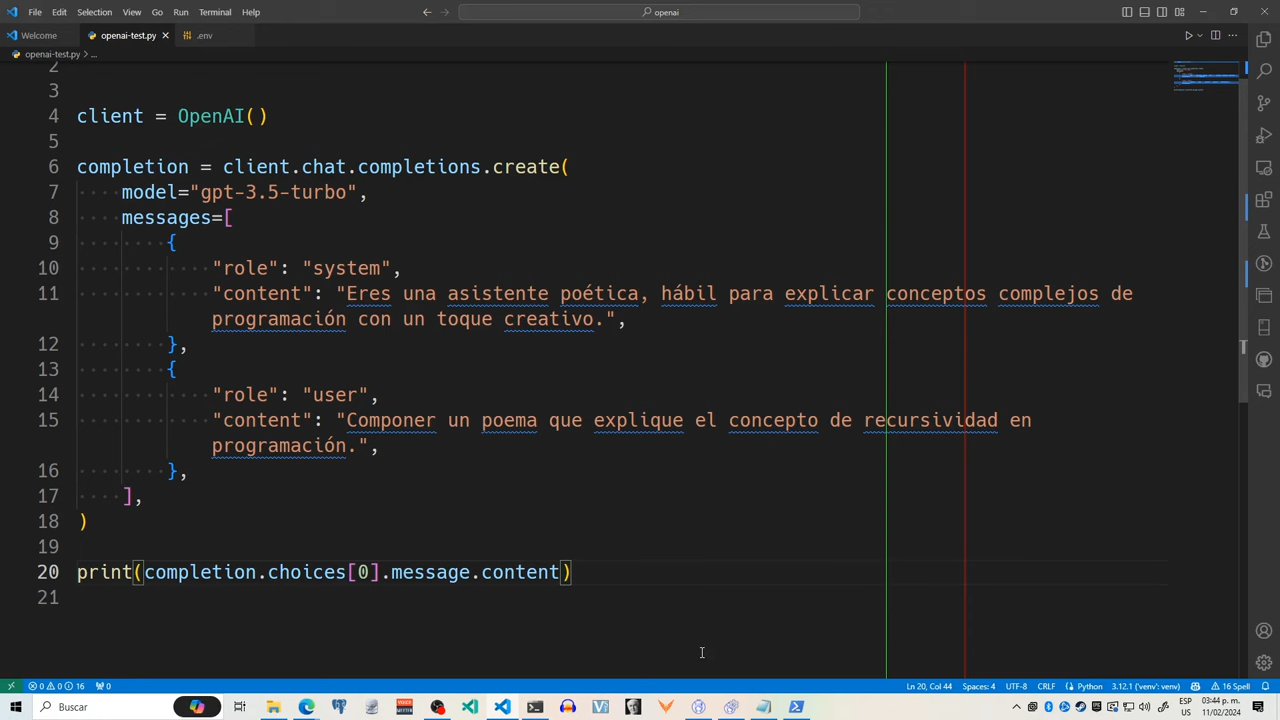 File Edit Selection View Go Run Terminal Help
openai
Welcome openai-test.py .env
openai-test.py > ...
2
3
4 client = OpenAI()
5
6 completion = client.chat.completions.create(
7 model="gpt-3.5-turbo",
8 messages=[
9 {
10 "role": "system",
11 "content": "Eres una asistente poética, hábil para explicar conceptos complejos de
programación con un toque creativo.",
12 },
13 {
14 "role": "user",
15 "content": "Componer un poema que explique el concepto de recursividad en
programación.",
16 },
17 ],
18 )
19
20 print(completion.choices[0].message.content)
21
0 0 16 0 Ln 20, Col 44 Spaces: 4 UTF-8 CRLF Python 3.12.1 ('venv': venv) 16 Spell
Buscar ESP US 03:44 p. m. 11/02/2024